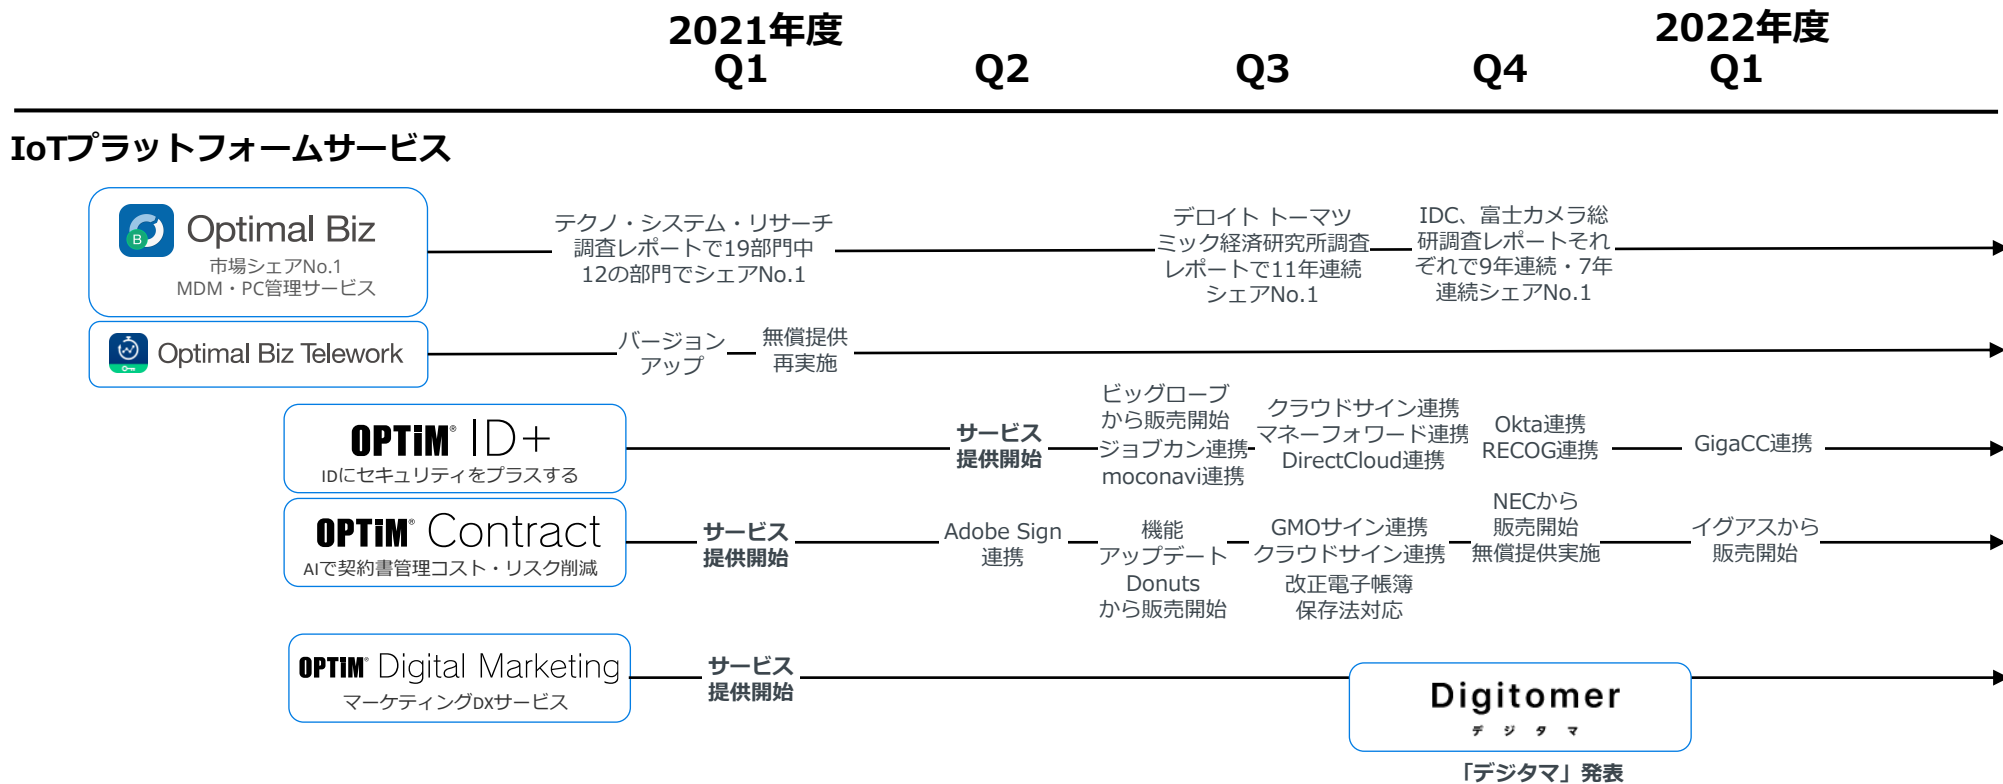 2021年度
2022年度
Q1
Q2
Q3
Q4
Q1
IoTプラットフォームサービス
B
Optimal Biz
市場シェアNo.1
MDM・PC管理サービス
テクノ・システム・リサーチ
調査レポートで19部門中
12の部門でシェアNo.1
デロイト トーマツ
ミック経済研究所調査
レポートで11年連続
シェアNo.1
IDC、富士カメラ総
研調査レポートそれ
ぞれで9年連続・7年
連続シェアNo.1
Optimal Biz Telework
バージョン
アップ
無償提供
再実施
OPTiM® ID+
IDにセキュリティをプラスする
サービス
提供開始
ビッグローブ
から販売開始
ジョブカン連携
moconavi連携
クラウドサイン連携
マネーフォワード連携
DirectCloud連携
Okta連携
RECOG連携
GigaCC連携
OPTiM® Contract
AIで契約書管理コスト・リスク削減
サービス
提供開始
Adobe Sign
連携
機能
アップデート
Donuts
から販売開始
GMOサイン連携
クラウドサイン連携
改正電子帳簿
保存法対応
NECから
販売開始
無償提供実施
イグアスから
販売開始
OPTiM® Digital Marketing
マーケティングDXサービス
サービス
提供開始
Digitomer
デジタマ
「デジタマ」発表